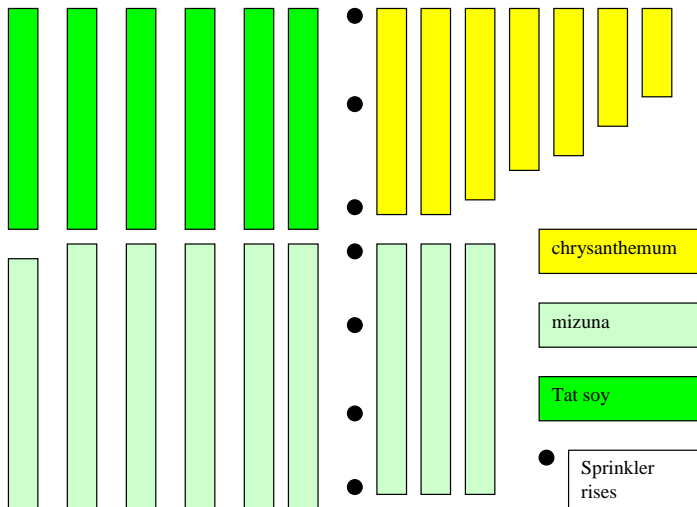 chrysanthemum
mizuna
Tat soy
Sprinkler
rises